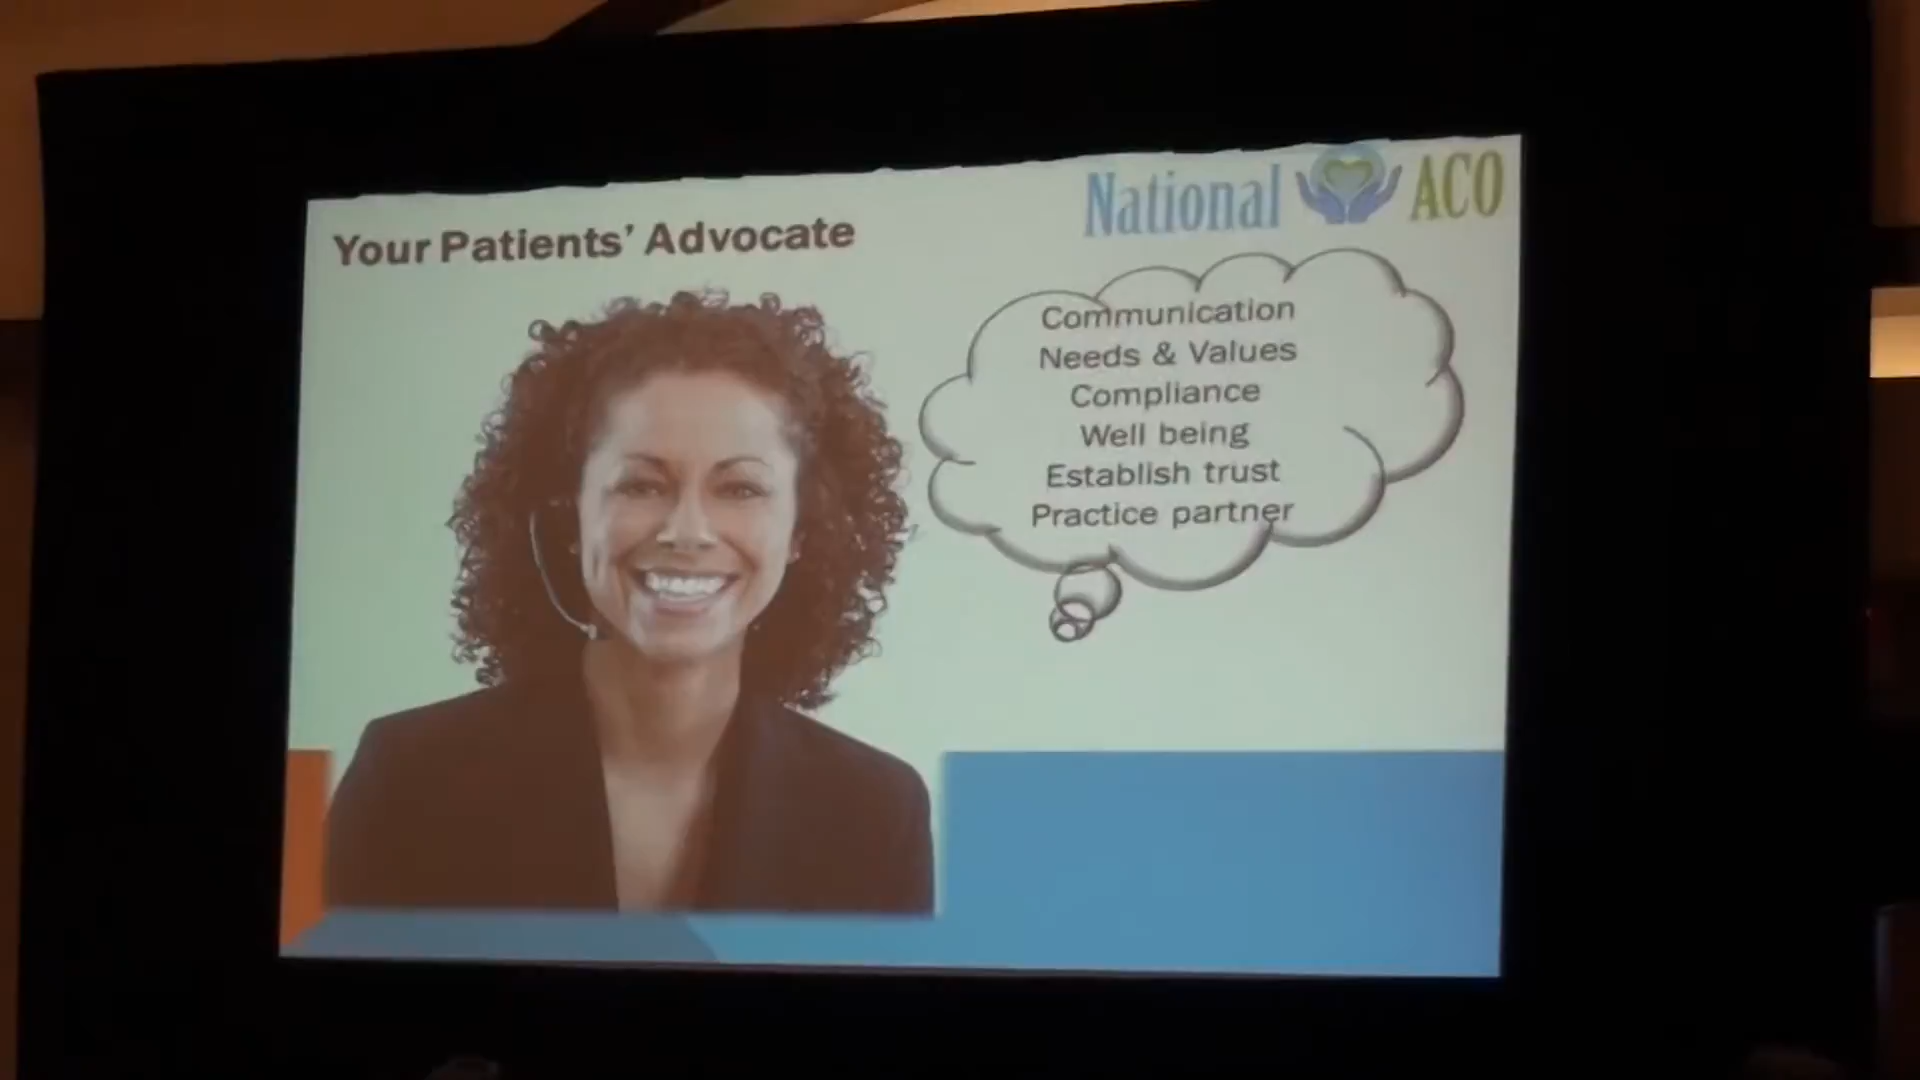 Your Patients' Advocate
National ACO
Communication
Needs & Values
Compliance
Well being
Establish trust
Practice partner